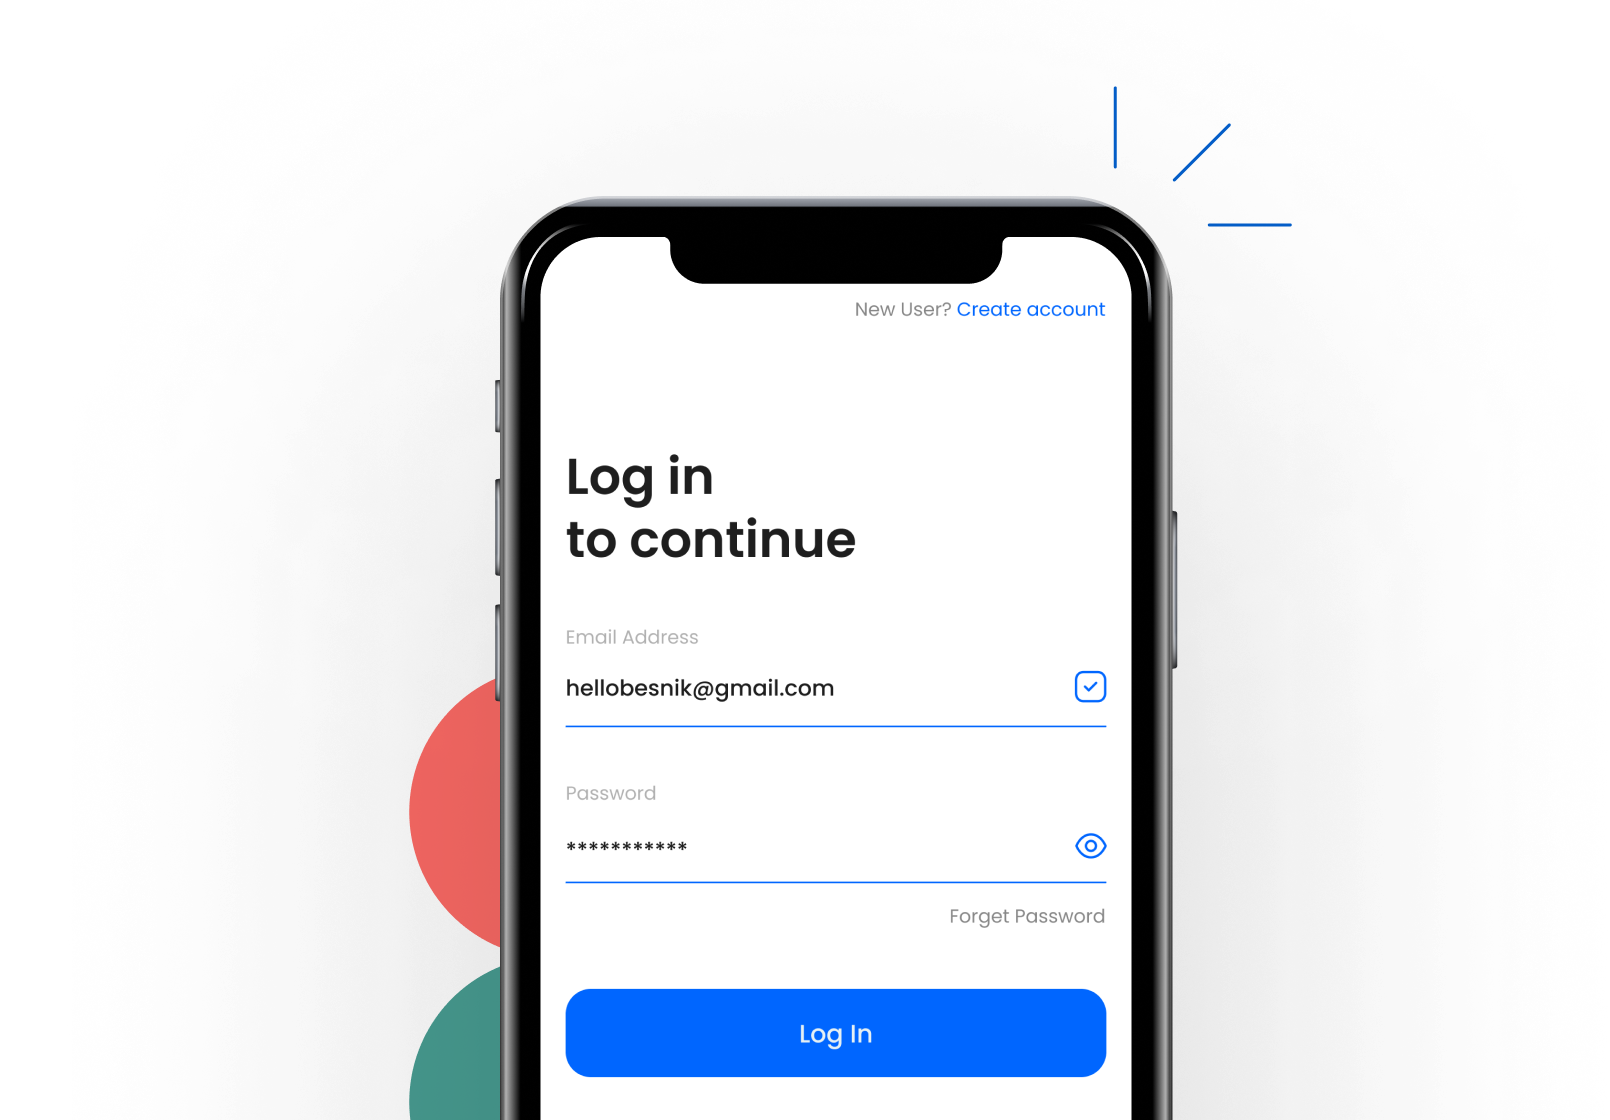 New User? Create account
Log in
to continue
Email Address
hellobesnik@gmail.com
Password
***********
Forget Password
Log In